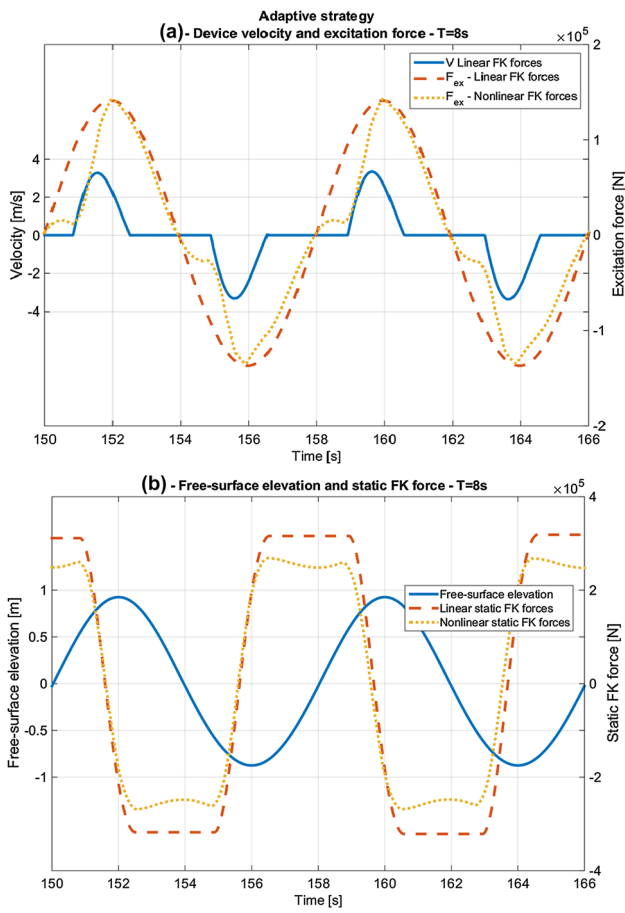 Adaptive strategy
(a) - Device velocity and excitation force - T=8s
×10⁵
2
V Linear FK forces
F_ex - Linear FK forces
F_ex - Nonlinear FK forces
1
4
2
0
0
-2
-4
-1
-2
Velocity [m/s]
Excitation force [N]
150 152 154 156 158 160 162 164 166
Time [s]
(b) - Free-surface elevation and static FK force - T=8s
×10⁵
4
2
1
Free-surface elevation
Linear static FK forces
Nonlinear static FK forces
0.5
0
0
-0.5
-1
-2
-4
Free-surface elevation [m]
Static FK force [N]
150 152 154 156 158 160 162 164 166
Time [s]